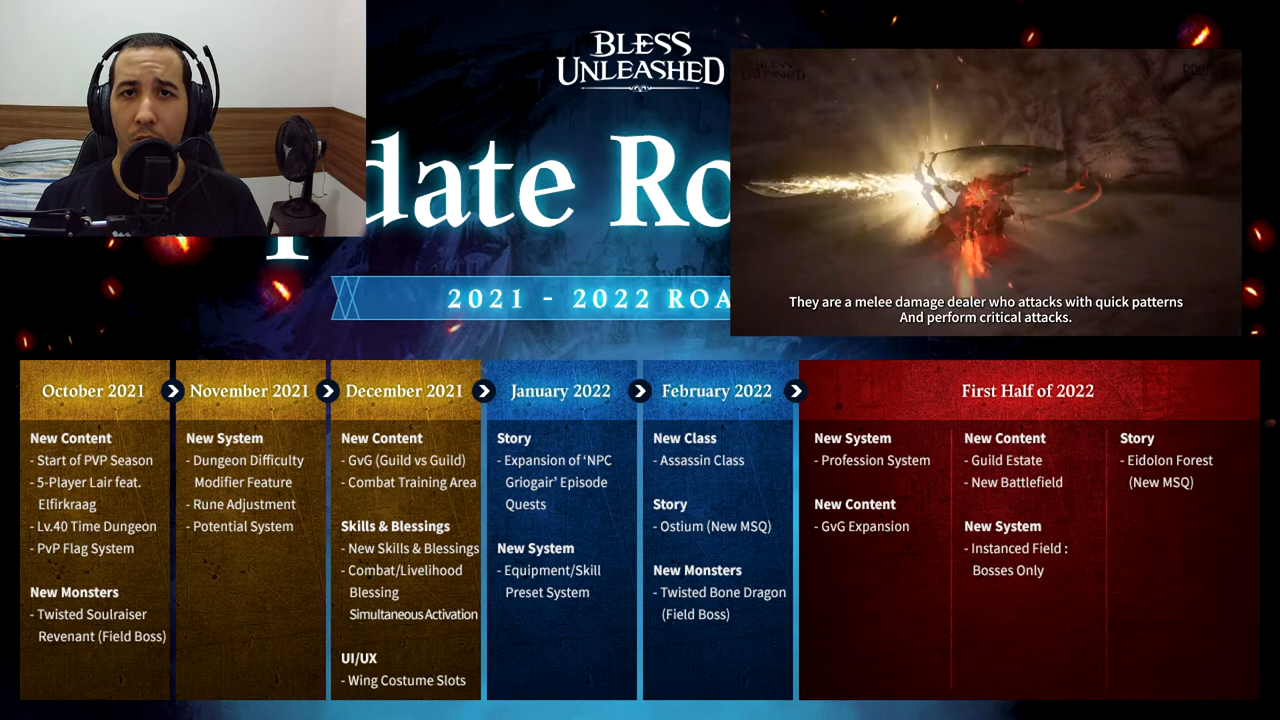 BLESS
UNLEASHED
date Ro
2021 - 2022 ROA
They are a melee damage dealer who attacks with quick patterns
And perform critical attacks.
October 2021
New Content
- Start of PVP Season
- 5-Player Lair feat.
Elfirkraag
- Lv.40 Time Dungeon
- PvP Flag System
New Monsters
- Twisted Soulraiser
Revenant (Field Boss)
November 2021
New System
- Dungeon Difficulty
Modifier Feature
- Rune Adjustment
- Potential System
December 2021
New Content
- GvG (Guild vs Guild)
- Combat Training Area
Skills & Blessings
- New Skills & Blessings
- Combat/Livelihood
Blessing
Simultaneous Activation
UI/UX
- Wing Costume Slots
January 2022
Story
- Expansion of ‘NPC
Griogair’ Episode
Quests
New System
- Equipment/Skill
Preset System
February 2022
New Class
- Assassin Class
Story
- Ostium (New MSQ)
New Monsters
- Twisted Bone Dragon
(Field Boss)
First Half of 2022
New System
- Profession System
New Content
- GvG Expansion
New Content
- Guild Estate
- New Battlefield
New System
- Instanced Field :
Bosses Only
Story
- Eidolon Forest
(New MSQ)